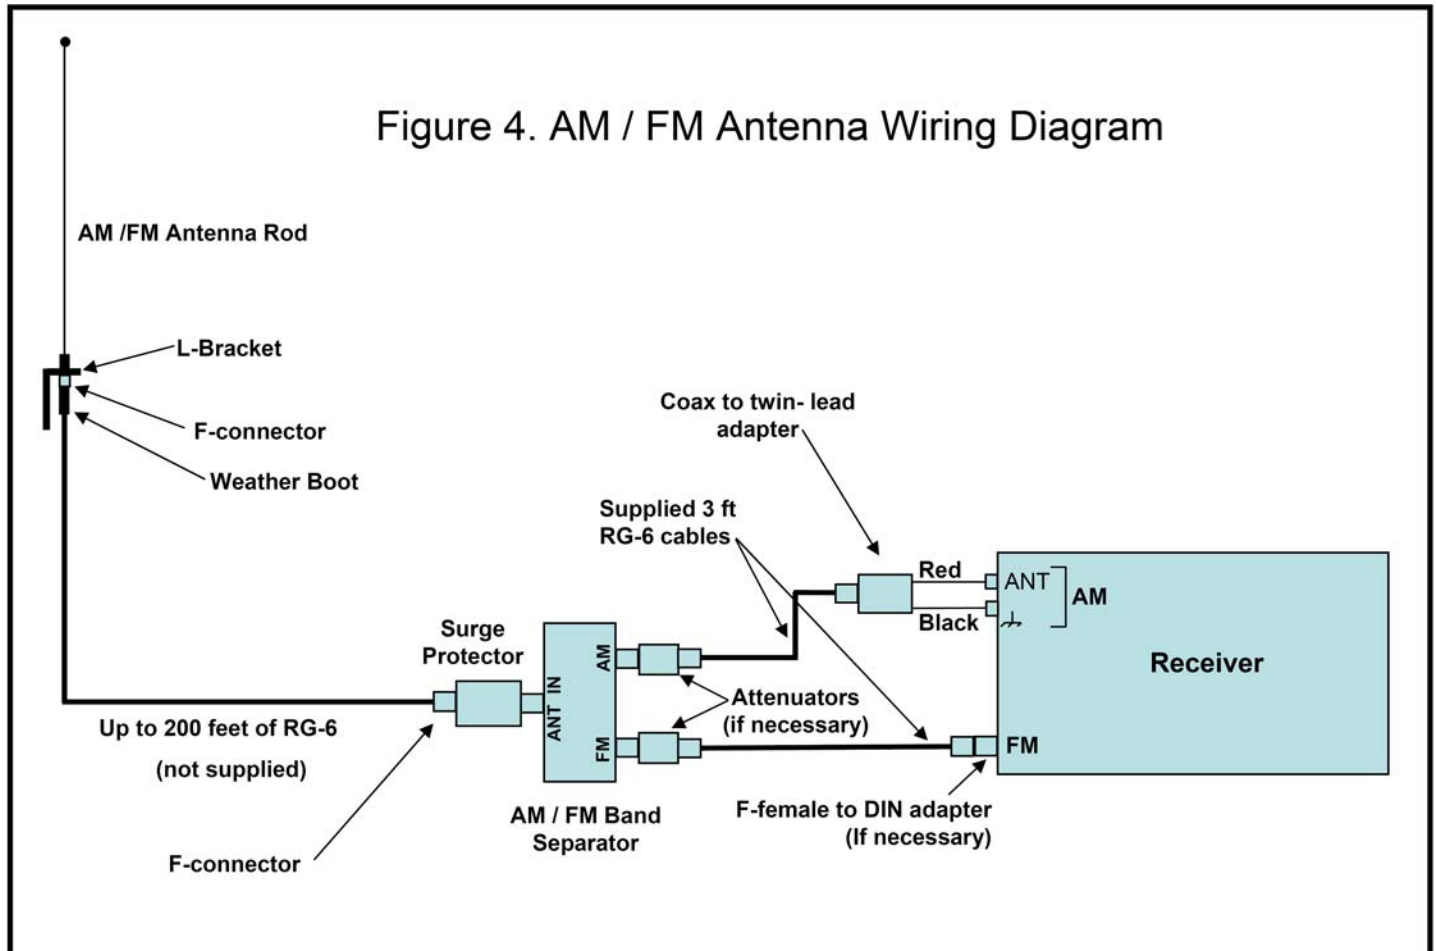 Figure 4. AM / FM Antenna Wiring Diagram
AM /FM Antenna Rod
L-Bracket
F-connector
Weather Boot
Coax to twin- lead
adapter
Supplied 3 ft
RG-6 cables
Red
Black
ANT
AM
Receiver
FM
Surge
Protector
ANT IN
AM
FM
Attenuators
(if necessary)
Up to 200 feet of RG-6
(not supplied)
AM / FM Band
Separator
F-female to DIN adapter
(If necessary)
F-connector